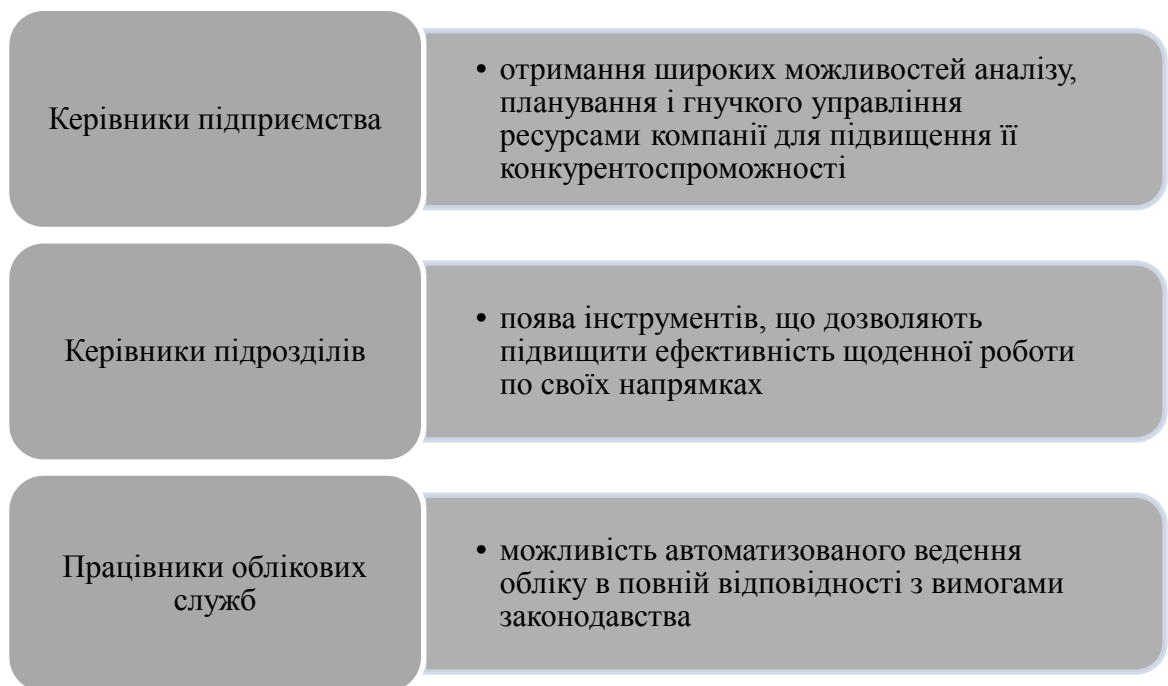 Керівники підприємства
• отримання широких можливостей аналізу,
планування і гнучкого управління
ресурсами компанії для підвищення її
конкурентоспроможності
Керівники підрозділів
• поява інструментів, що дозволяють
підвищити ефективність щоденної роботи
по своїх напрямках
Працівники облікових
служб
• можливість автоматизованого ведення
обліку в повній відповідності з вимогами
законодавства